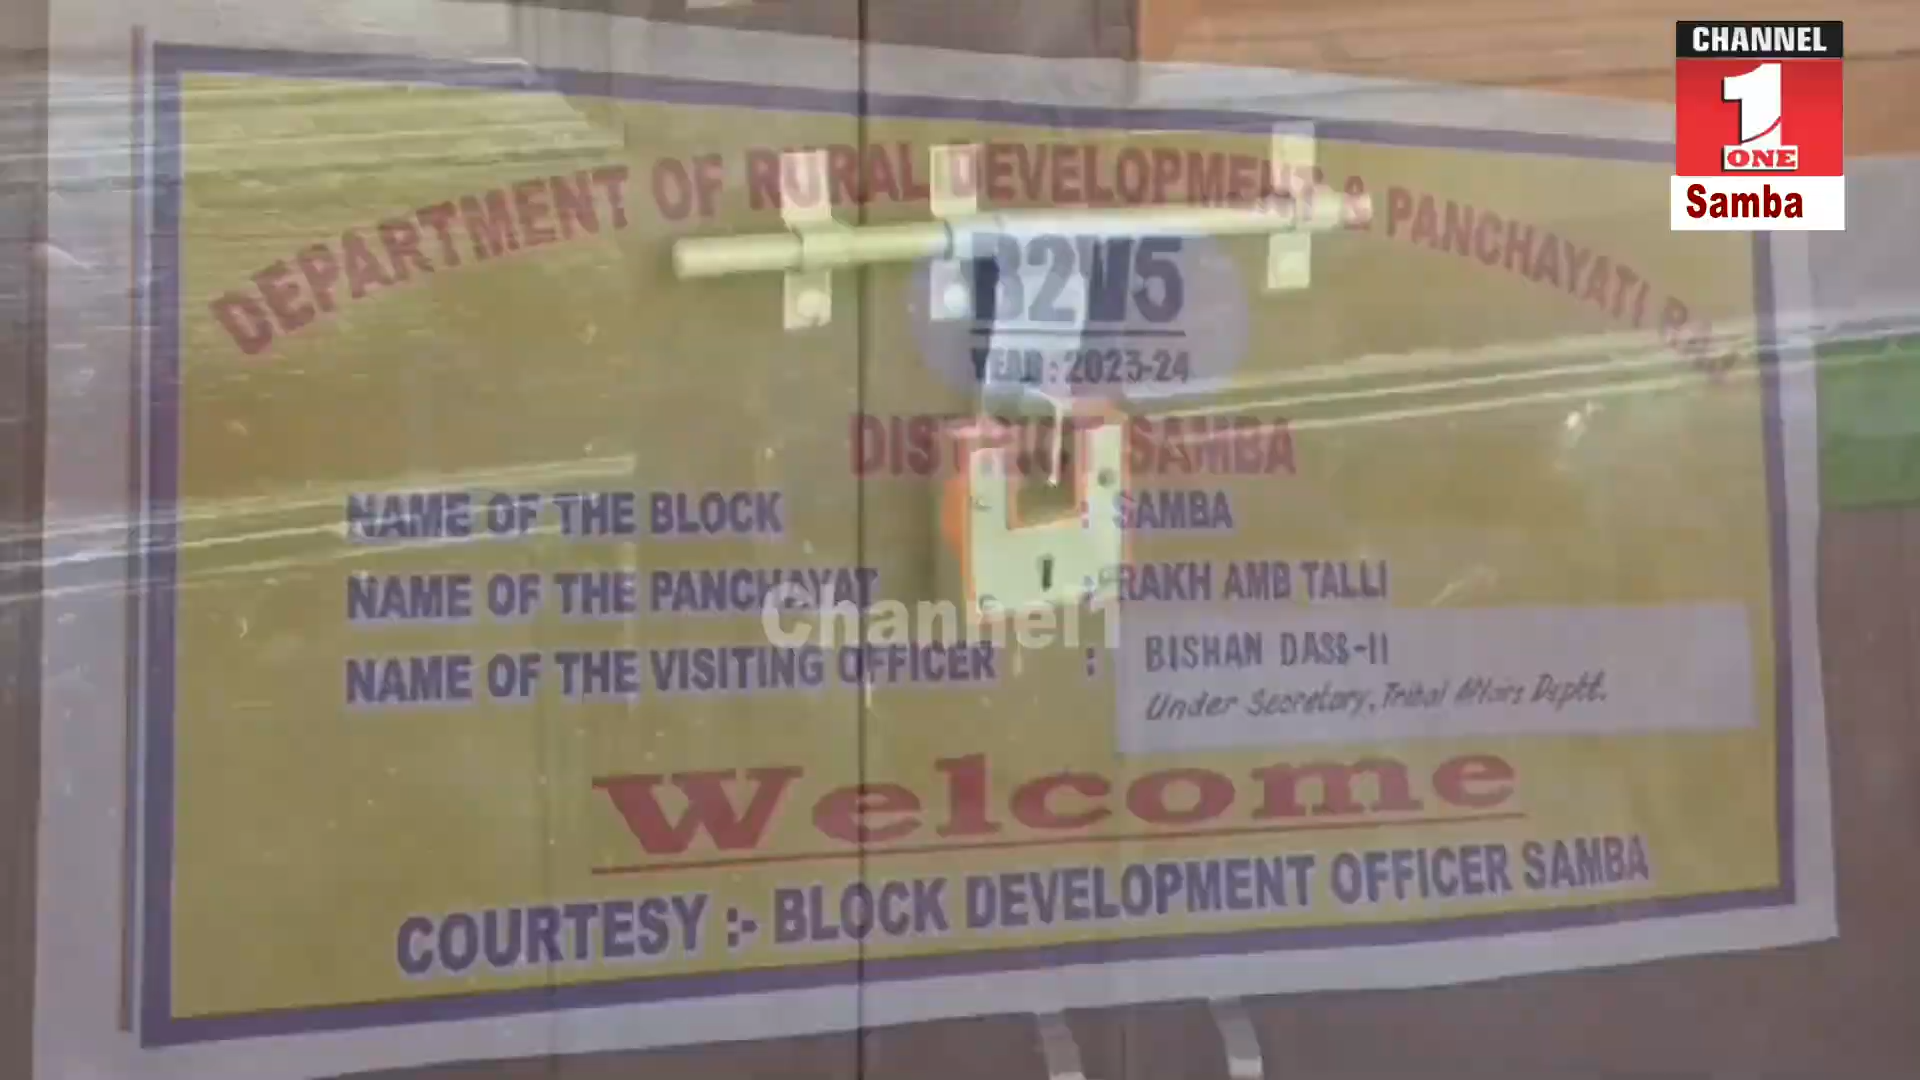 CHANNEL
1
ONE
Samba
DEPARTMENT OF RURAL DEVELOPMENT & PANCHAYATI RAJ
B2V5
YEAR : 2023-24
DISTRICT SAMBA
NAME OF THE BLOCK : SAMBA
NAME OF THE PANCHAYAT : RAKH AMB TALLI
Channel1
NAME OF THE VISITING OFFICER : BISHAN DASS-II
Under Secretary, Tribal Affairs Deptt.
Welcome
COURTESY :- BLOCK DEVELOPMENT OFFICER SAMBA